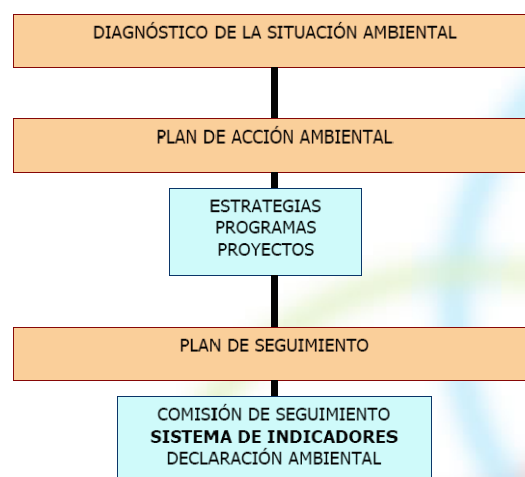 DIAGNÓSTICO DE LA SITUACIÓN AMBIENTAL
PLAN DE ACCIÓN AMBIENTAL
ESTRATEGIAS
PROGRAMAS
PROYECTOS
PLAN DE SEGUIMIENTO
COMISIÓN DE SEGUIMIENTO
SISTEMA DE INDICADORES
DECLARACIÓN AMBIENTAL